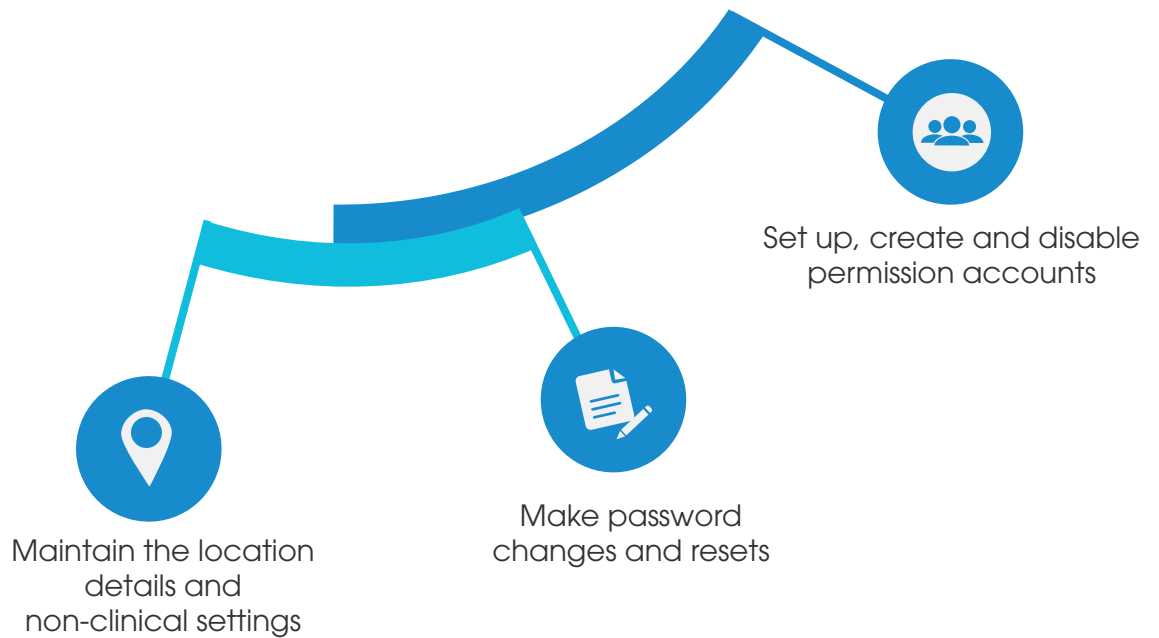 Set up, create and disable
permission accounts
Make password
changes and resets
Maintain the location
details and
non-clinical settings